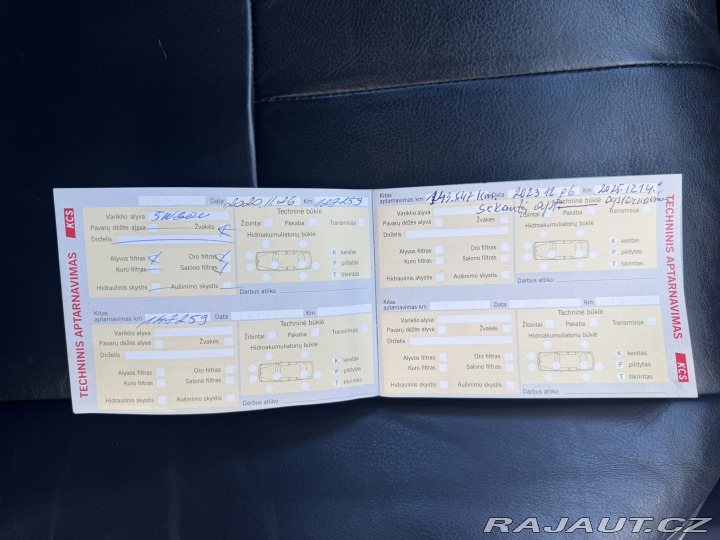 TECHNINIS APTARNAVIMAS
KCS
Data 2020 11 26 Km 127259
Variklio alyva
Pavarų dėžės alyva Žvakės
Dirželis
Alyvos filtras Oro filtras
Kuro filtras Salono filtras
Hidraulinis skystis Aušinimo skystis
Techninė būklė
Žibintai Pakaba Transmisija
Hidroakumuliatorių būklė
K keistas
P pildytas
T tikrintas
Darbus atliko
Kitas
aptarnavimas km 147259 Data Km
Variklio alyva
Pavarų dėžės alyva Žvakės
Dirželis
Alyvos filtras Oro filtras
Kuro filtras Salono filtras
Hidraulinis skystis Aušinimo skystis
Techninė būklė
Žibintai Pakaba Transmisija
Hidroakumuliatorių būklė
K keistas
P pildytas
T tikrintas
Darbus atliko
Kitas
aptarnavimas km 143.847 km. Data 2023 12 06 Km
Variklio alyva
Pavarų dėžės alyva Žvakės
Dirželis
Alyvos filtras Oro filtras
Kuro filtras Salono filtras
Hidraulinis skystis Aušinimo skystis
Techninė būklė
Žibintai Pakaba Transmisija
Hidroakumuliatorių būklė
K keistas
P pildytas
T tikrintas
Darbus atliko
Kitas
aptarnavimas km Data Km
Variklio alyva
Pavarų dėžės alyva Žvakės
Dirželis
Alyvos filtras Oro filtras
Kuro filtras Salono filtras
Hidraulinis skystis Aušinimo skystis
Techninė būklė
Žibintai Pakaba Transmisija
Hidroakumuliatorių būklė
K keistas
P pildytas
T tikrintas
Darbus atliko
TECHNINIS APTARNAVIMAS
KCS
RAJAUT.CZ